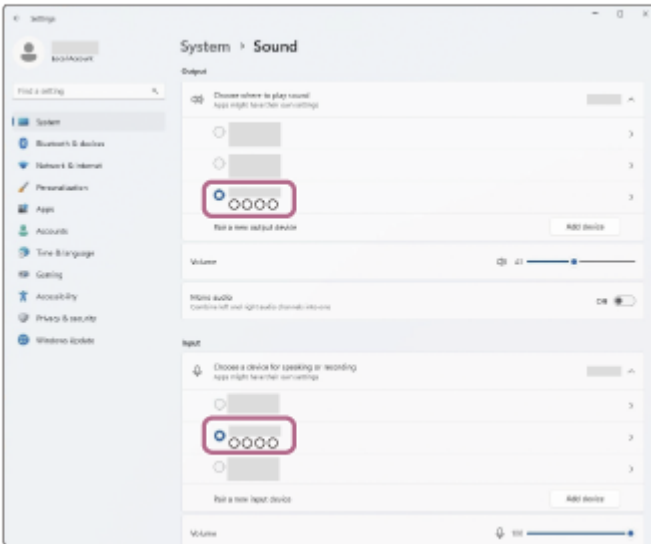 Settings
Local Account
Find a setting
System
Bluetooth & devices
Network & internet
Personalization
Apps
Accounts
Time & language
Gaming
Accessibility
Privacy & security
Windows Update
System > Sound
Output
Choose where to play sound
Apps might have their own settings
○○○○
Pair a new output device
Add device
Volume
Mono audio
Combine left and right audio channels into one
Off
Input
Choose a device for speaking or recording
Apps might have their own settings
○○○○
Pair a new input device
Add device
Volume
100